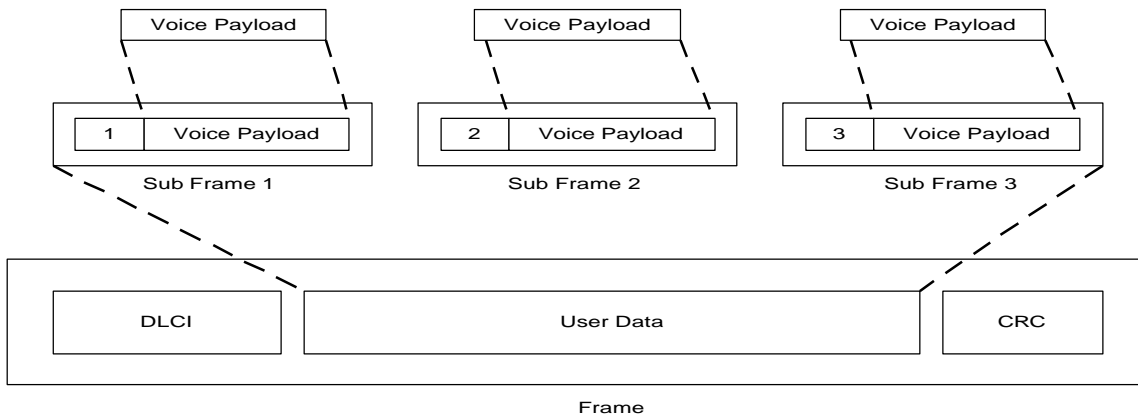 Voice Payload Voice Payload Voice Payload
1 Voice Payload 2 Voice Payload 3 Voice Payload
Sub Frame 1 Sub Frame 2 Sub Frame 3
DLCI User Data CRC
Frame